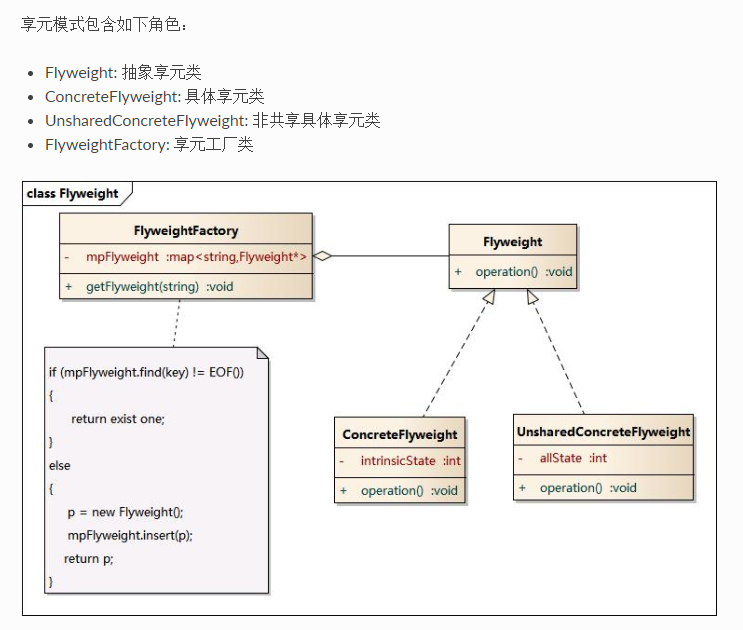 享元模式包含如下角色：
Flyweight: 抽象享元类
ConcreteFlyweight: 具体享元类
UnsharedConcreteFlyweight: 非共享具体享元类
FlyweightFactory: 享元工厂类
class Flyweight
FlyweightFactory
- mpFlyweight :map<string,Flyweight*>
+ getFlyweight(string) :void
Flyweight
+ operation() :void
if (mpFlyweight.find(key) != EOF())
{
return exist one;
}
else
{
p = new Flyweight();
mpFlyweight.insert(p);
return p;
}
ConcreteFlyweight
- intrinsicState :int
+ operation() :void
UnsharedConcreteFlyweight
- allState :int
+ operation() :void